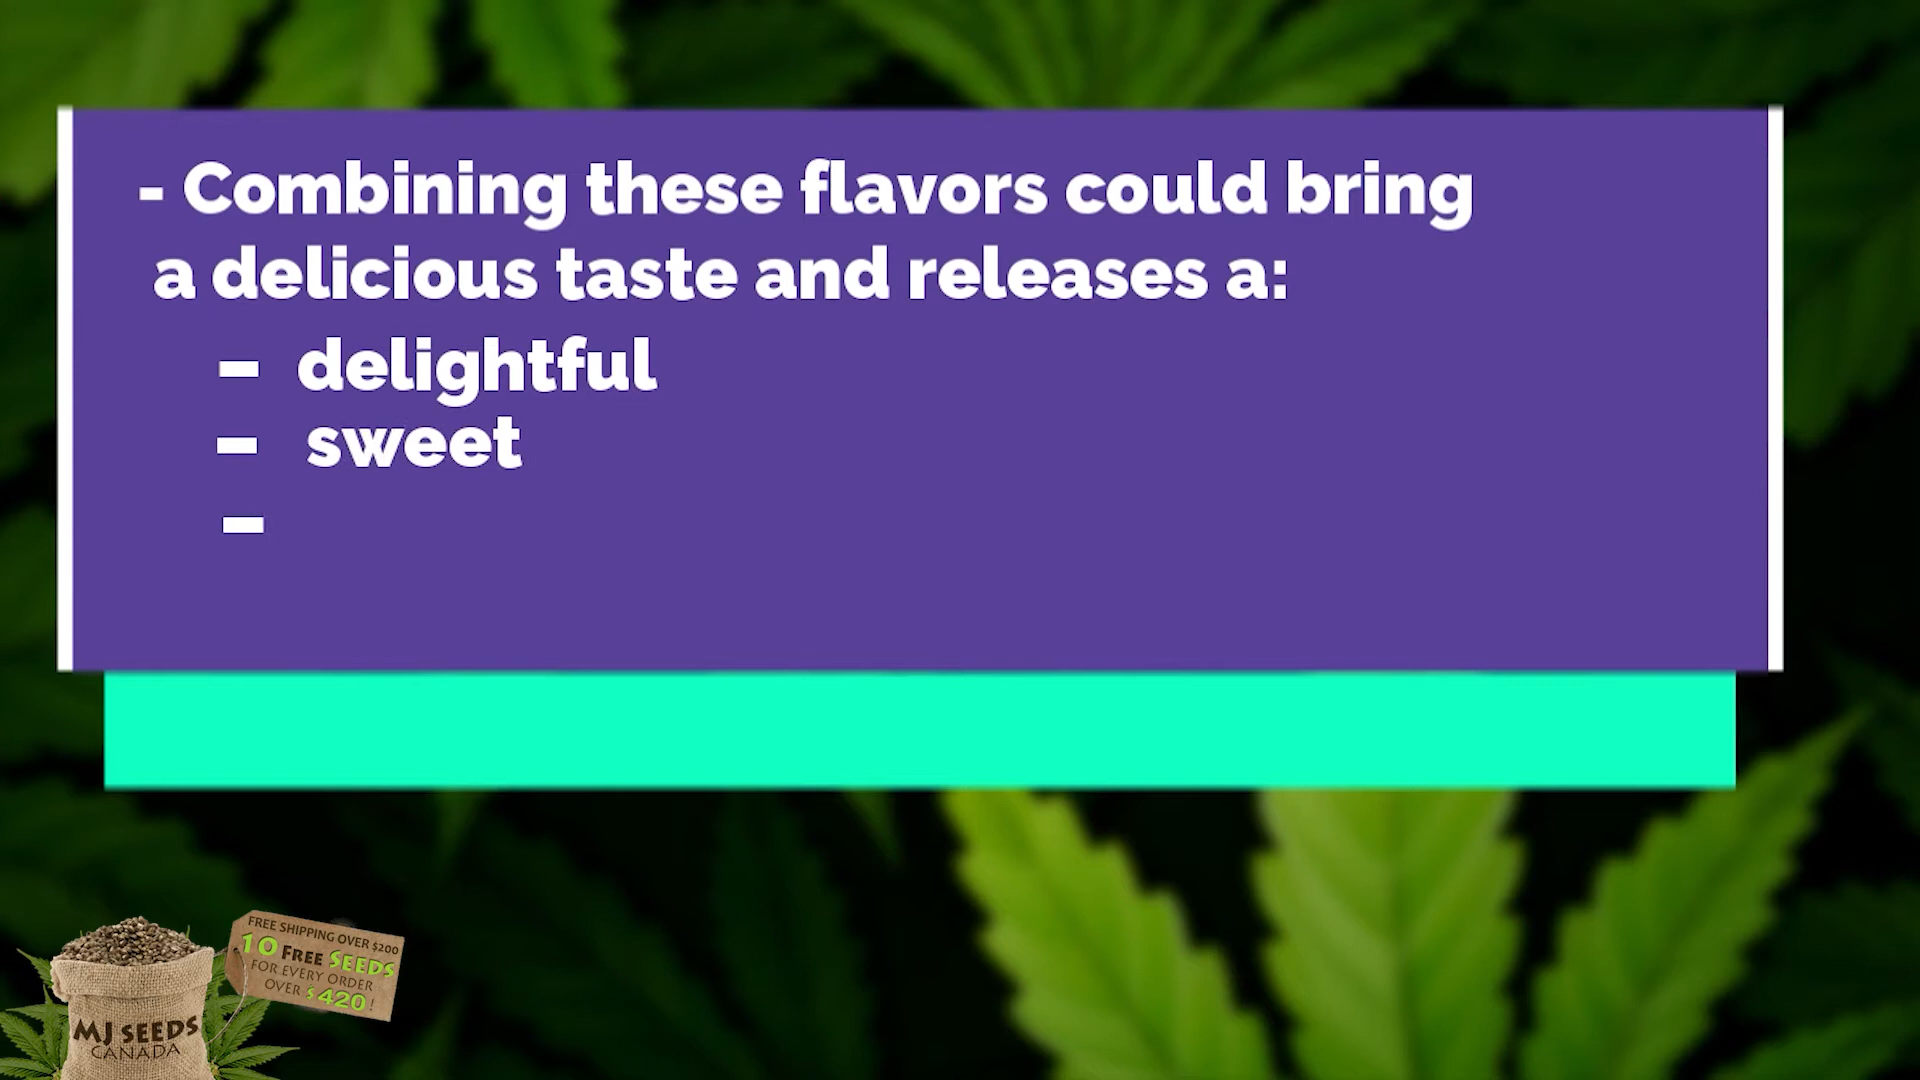 - Combining these flavors could bring
a delicious taste and releases a:
– delightful
– sweet
–
FREE SHIPPING OVER $200
10 FREE SEEDS
FOR EVERY ORDER
OVER $420!
MJ SEEDS
CANADA